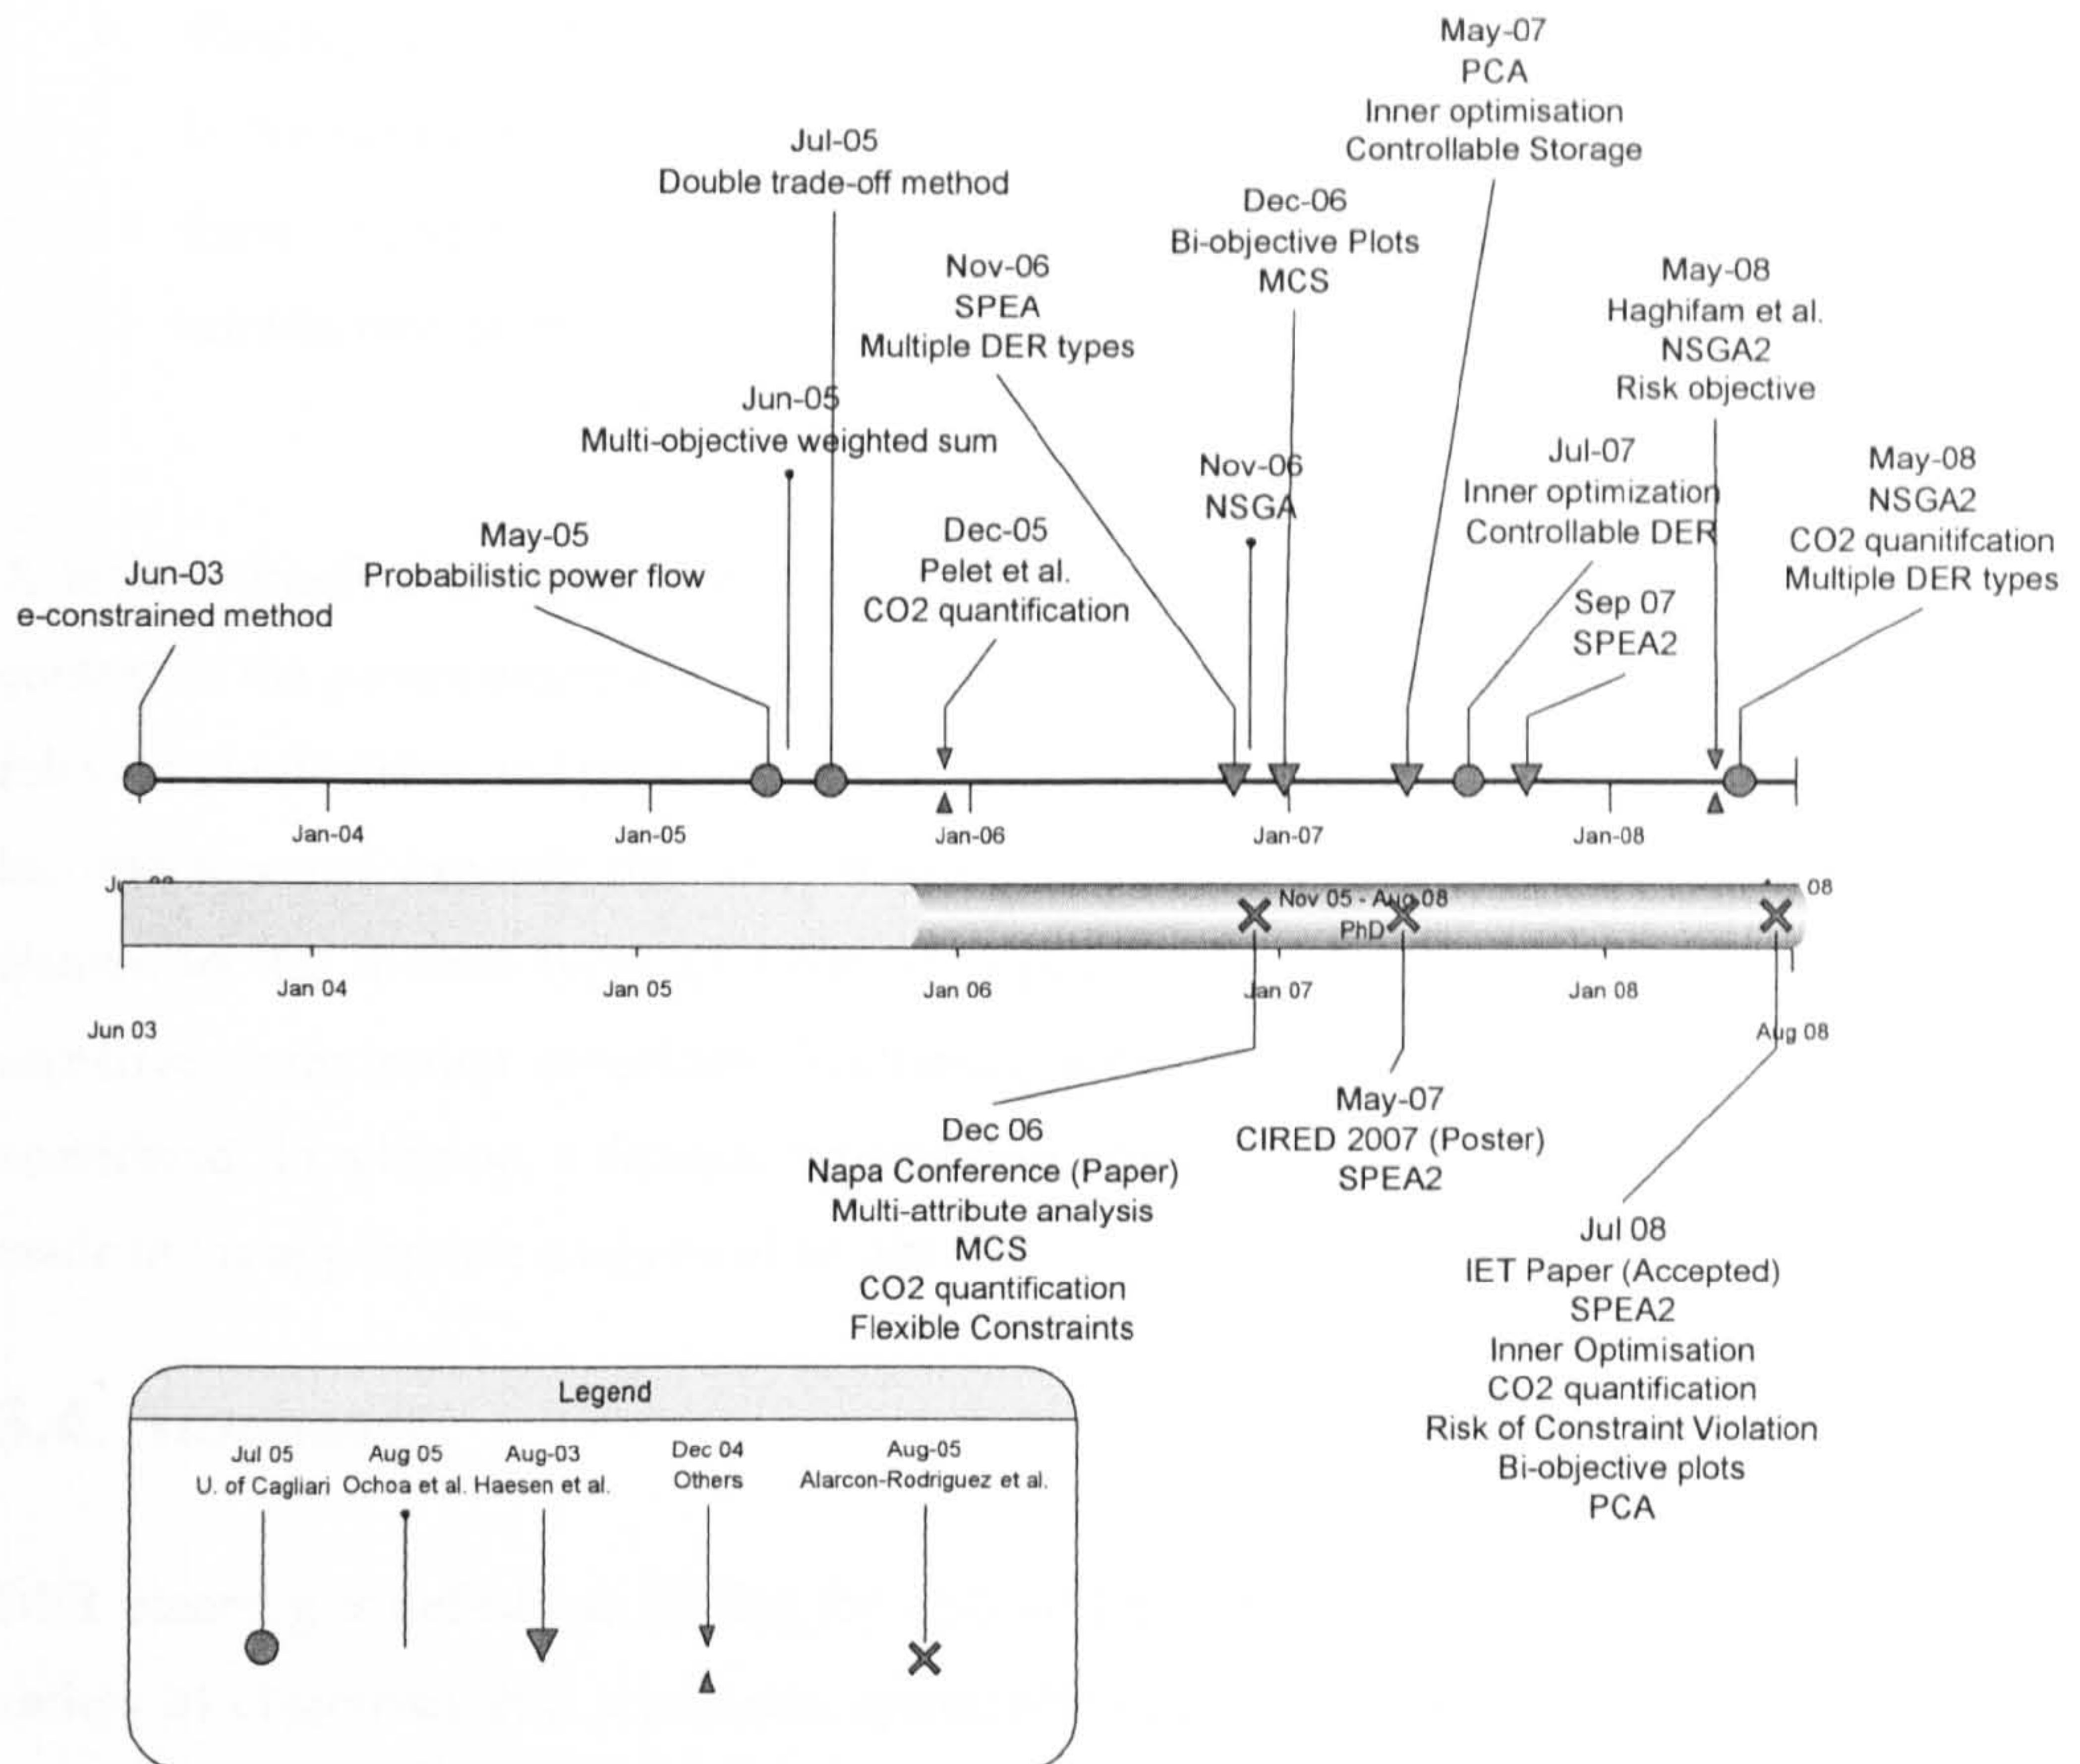 May-07
PCA
Inner optimisation
Controllable Storage
Jul-05
Double trade-off method
Dec-06
Bi-objective Plots
MCS
Nov-06
SPEA
Multiple DER types
May-08
Haghifam et al.
NSGA2
Risk objective
Jun-05
Multi-objective weighted sum
Nov-06
NSGA
Jul-07
Inner optimization
Controllable DER
May-08
NSGA2
CO2 quanitifcation
Multiple DER types
May-05
Probabilistic power flow
Dec-05
Pelet et al.
CO2 quantification
Jun-03
e-constrained method
Sep 07
SPEA2
Jan-04
Jan-05
Jan-06
Jan-07
Jan-08
08
Nov 05 - Aug 08
PhD
Jan 04
Jan 05
Jan 06
Jan 07
Jan 08
Jun 03
Aug 08
Dec 06
Napa Conference (Paper)
Multi-attribute analysis
MCS
CO2 quantification
Flexible Constraints
May-07
CIRED 2007 (Poster)
SPEA2
Jul 08
IET Paper (Accepted)
SPEA2
Inner Optimisation
CO2 quantification
Risk of Constraint Violation
Bi-objective plots
PCA
Legend
Jul 05
U. of Cagliari
Aug 05
Ochoa et al.
Aug-03
Haesen et al.
Dec 04
Others
Aug-05
Alarcon-Rodriguez et al.